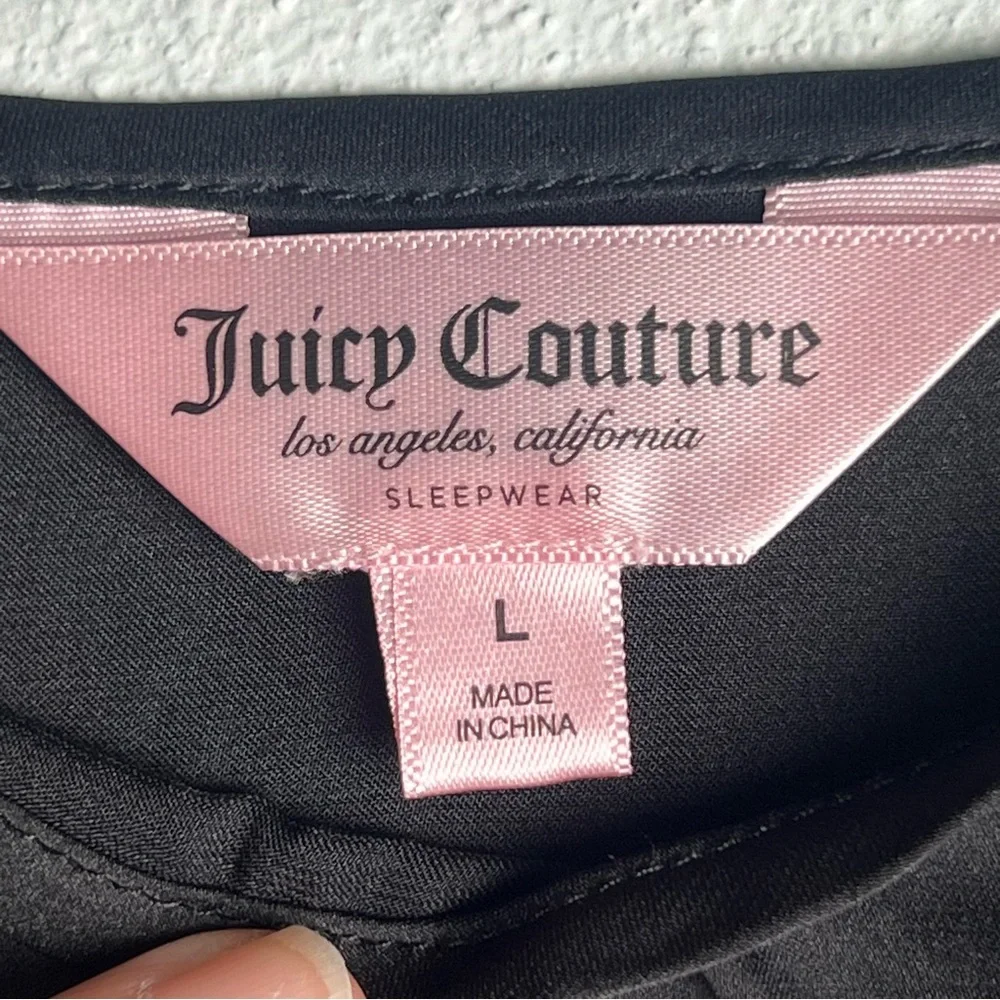 Juicy Couture
los angeles, california
SLEEPWEAR
L
MADE
IN CHINA